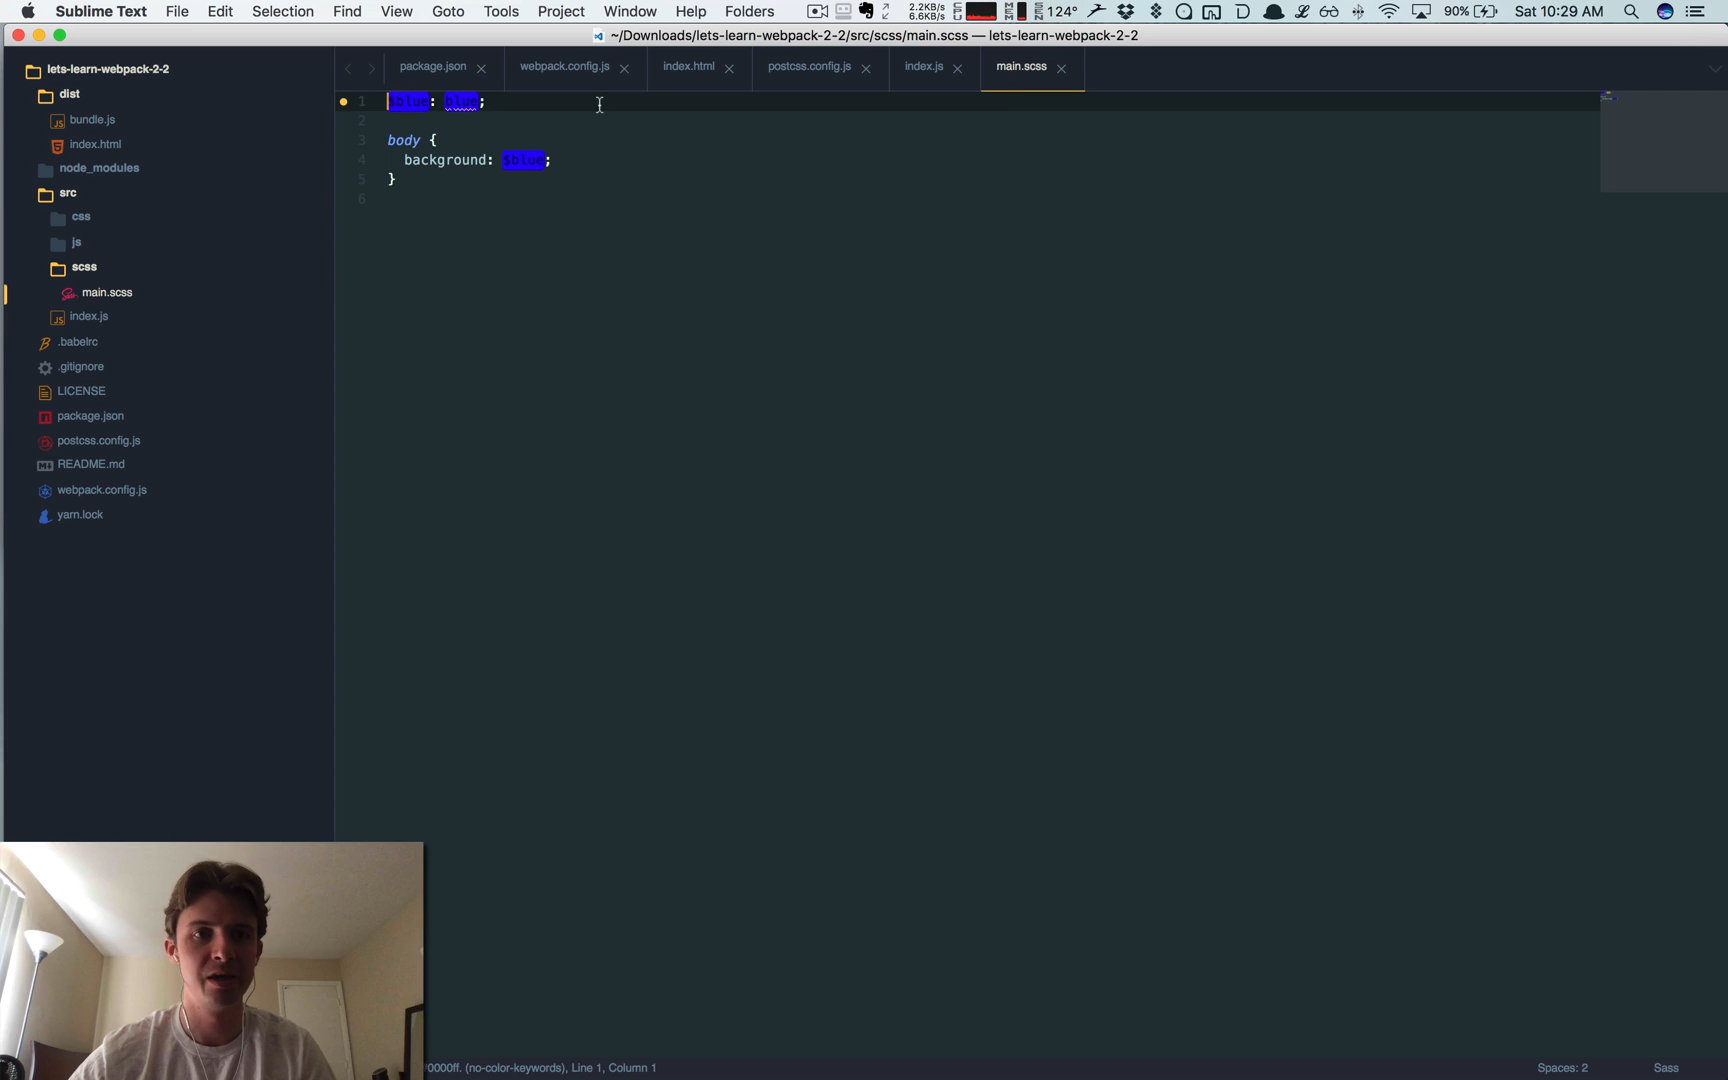 Sublime Text File Edit Selection Find View Goto Tools Project Window Help Folders 2.2KB/s 6.6KB/s CPU MEM SEN 124° 90% Sat 10:29 AM
~/Downloads/lets-learn-webpack-2-2/src/scss/main.scss — lets-learn-webpack-2-2
lets-learn-webpack-2-2
dist
bundle.js
index.html
node_modules
src
css
js
scss
main.scss
index.js
.babelrc
.gitignore
LICENSE
package.json
postcss.config.js
README.md
webpack.config.js
yarn.lock
package.json webpack.config.js index.html postcss.config.js index.js main.scss
1 $blue: blue;
2
3 body {
4 background: $blue;
5 }
6
0000ff. (no-color-keywords), Line 1, Column 1 Spaces: 2 Sass